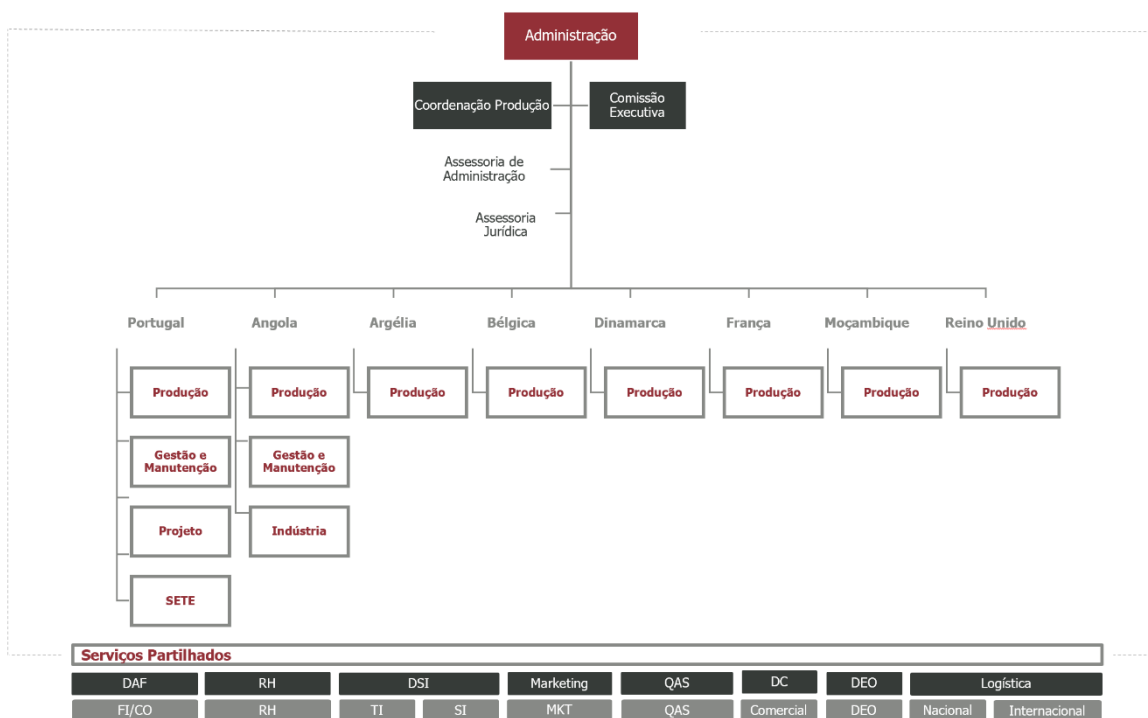 Administração
Coordenação Produção
Comissão
Executiva
Assessoria de
Administração
Assessoria
Jurídica
Portugal Angola Argélia Bélgica Dinamarca França Moçambique Reino Unido
Produção Produção Produção Produção Produção Produção Produção Produção
Gestão e
Manutenção
Gestão e
Manutenção
Projeto Indústria
SETE
Serviços Partilhados
DAF RH DSI Marketing QAS DC DEO Logística
FI/CO RH TI SI MKT QAS Comercial DEO Nacional Internacional